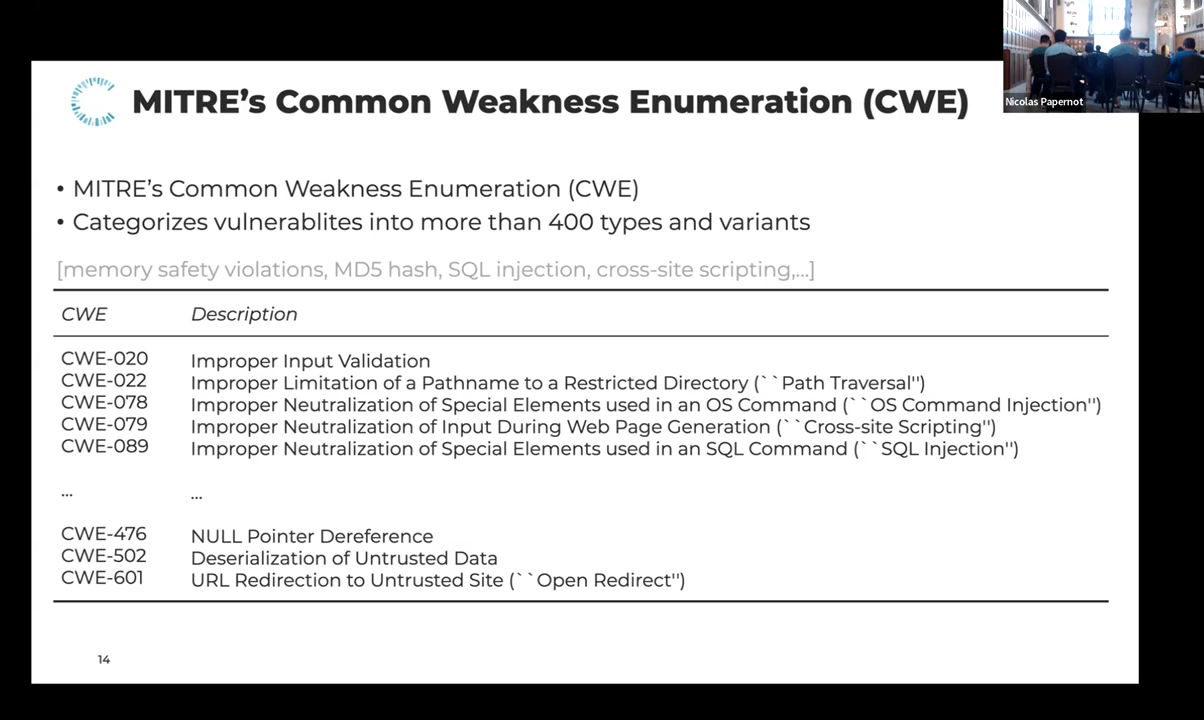 MITRE's Common Weakness Enumeration (CWE)
Nicolas Papernot
• MITRE's Common Weakness Enumeration (CWE)
• Categorizes vulnerablites into more than 400 types and variants
[memory safety violations, MD5 hash, SQL injection, cross-site scripting,...]
CWE Description
CWE-020 Improper Input Validation
CWE-022 Improper Limitation of a Pathname to a Restricted Directory (``Path Traversal'')
CWE-078 Improper Neutralization of Special Elements used in an OS Command (``OS Command Injection'')
CWE-079 Improper Neutralization of Input During Web Page Generation (``Cross-site Scripting'')
CWE-089 Improper Neutralization of Special Elements used in an SQL Command (``SQL Injection'')
... ...
CWE-476 NULL Pointer Dereference
CWE-502 Deserialization of Untrusted Data
CWE-601 URL Redirection to Untrusted Site (``Open Redirect'')
14